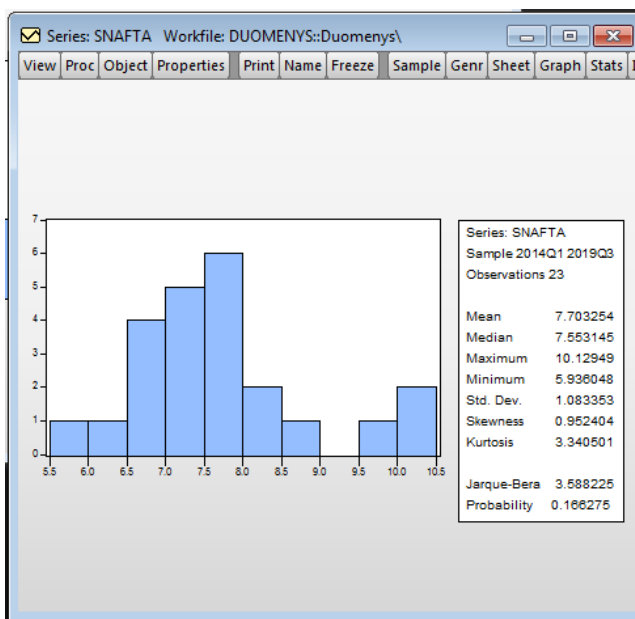 Series: SNAFTA Workfile: DUOMENYS::Duomenys\
View Proc Object Properties Print Name Freeze Sample Genr Sheet Graph Stats
7
6
5
4
3
2
1
0
5.5 6.0 6.5 7.0 7.5 8.0 8.5 9.0 9.5 10.0 10.5
Series: SNAFTA
Sample 2014Q1 2019Q3
Observations 23
Mean 7.703254
Median 7.553145
Maximum 10.12949
Minimum 5.936048
Std. Dev. 1.083353
Skewness 0.952404
Kurtosis 3.340501
Jarque-Bera 3.588225
Probability 0.166275